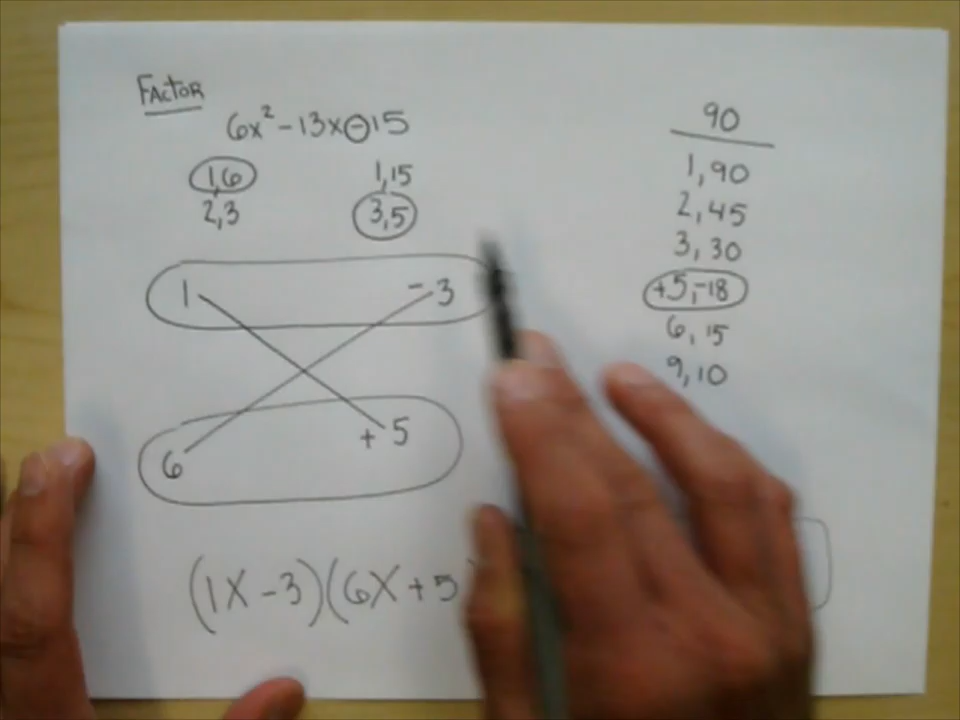 FACTOR
6x² - 13x - 15
1,6 1,15
2,3 3,5
1 - 3
6 + 5
(1x - 3)(6x + 5
90
1, 90
2, 45
3, 30
+5, -18
6, 15
9, 10